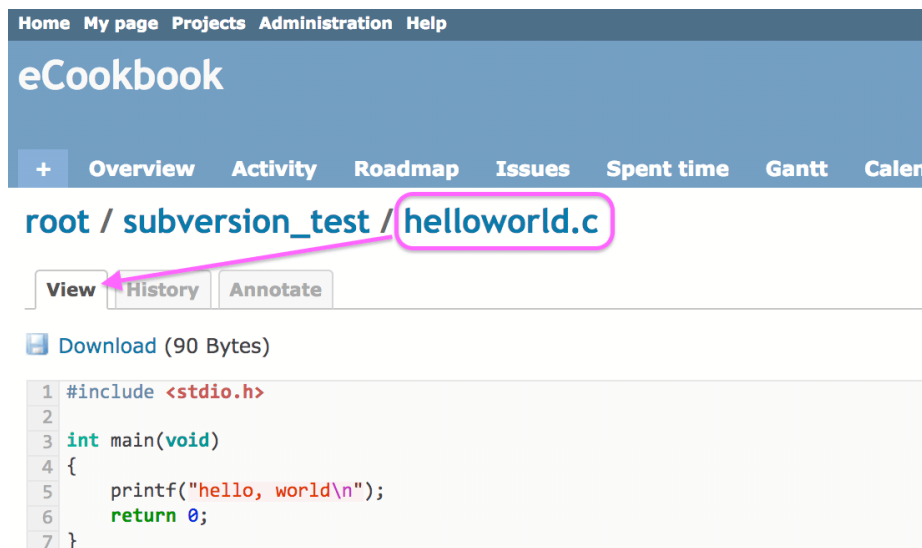 Home My page Projects Administration Help
eCookbook
+ Overview Activity Roadmap Issues Spent time Gantt Calen
root / subversion_test / helloworld.c
View History Annotate
Download (90 Bytes)
1 #include <stdio.h>
2
3 int main(void)
4 {
5     printf("hello, world\n");
6     return 0;
7 }